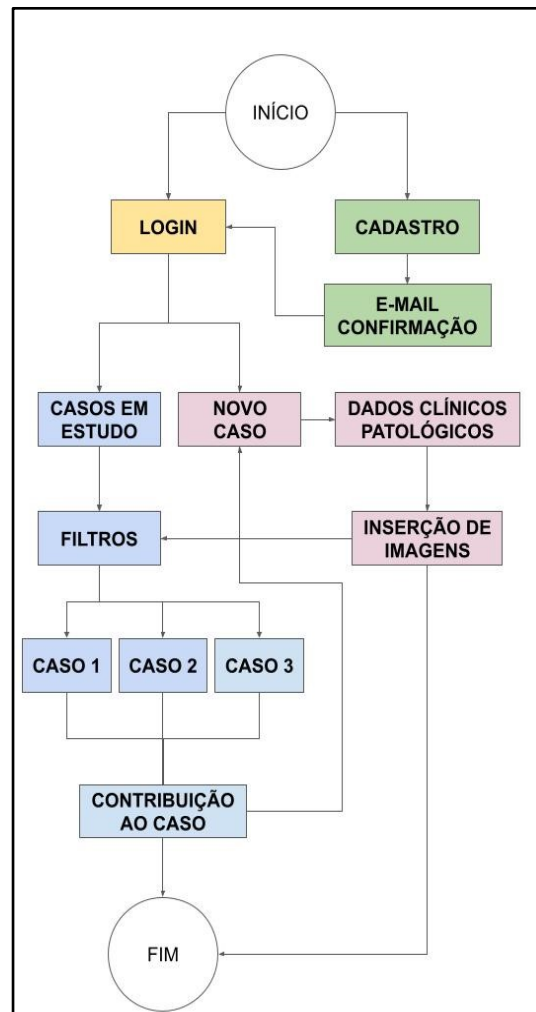 INÍCIO
LOGIN
CADASTRO
E-MAIL
CONFIRMAÇÃO
CASOS EM
ESTUDO
NOVO
CASO
DADOS CLÍNICOS
PATOLÓGICOS
FILTROS
INSERÇÃO DE
IMAGENS
CASO 1
CASO 2
CASO 3
CONTRIBUIÇÃO
AO CASO
FIM